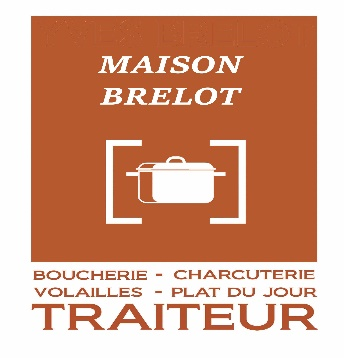 MAISON
BRELOT
BOUCHERIE - CHARCUTERIE
VOLAILLES - PLAT DU JOUR
TRAITEUR